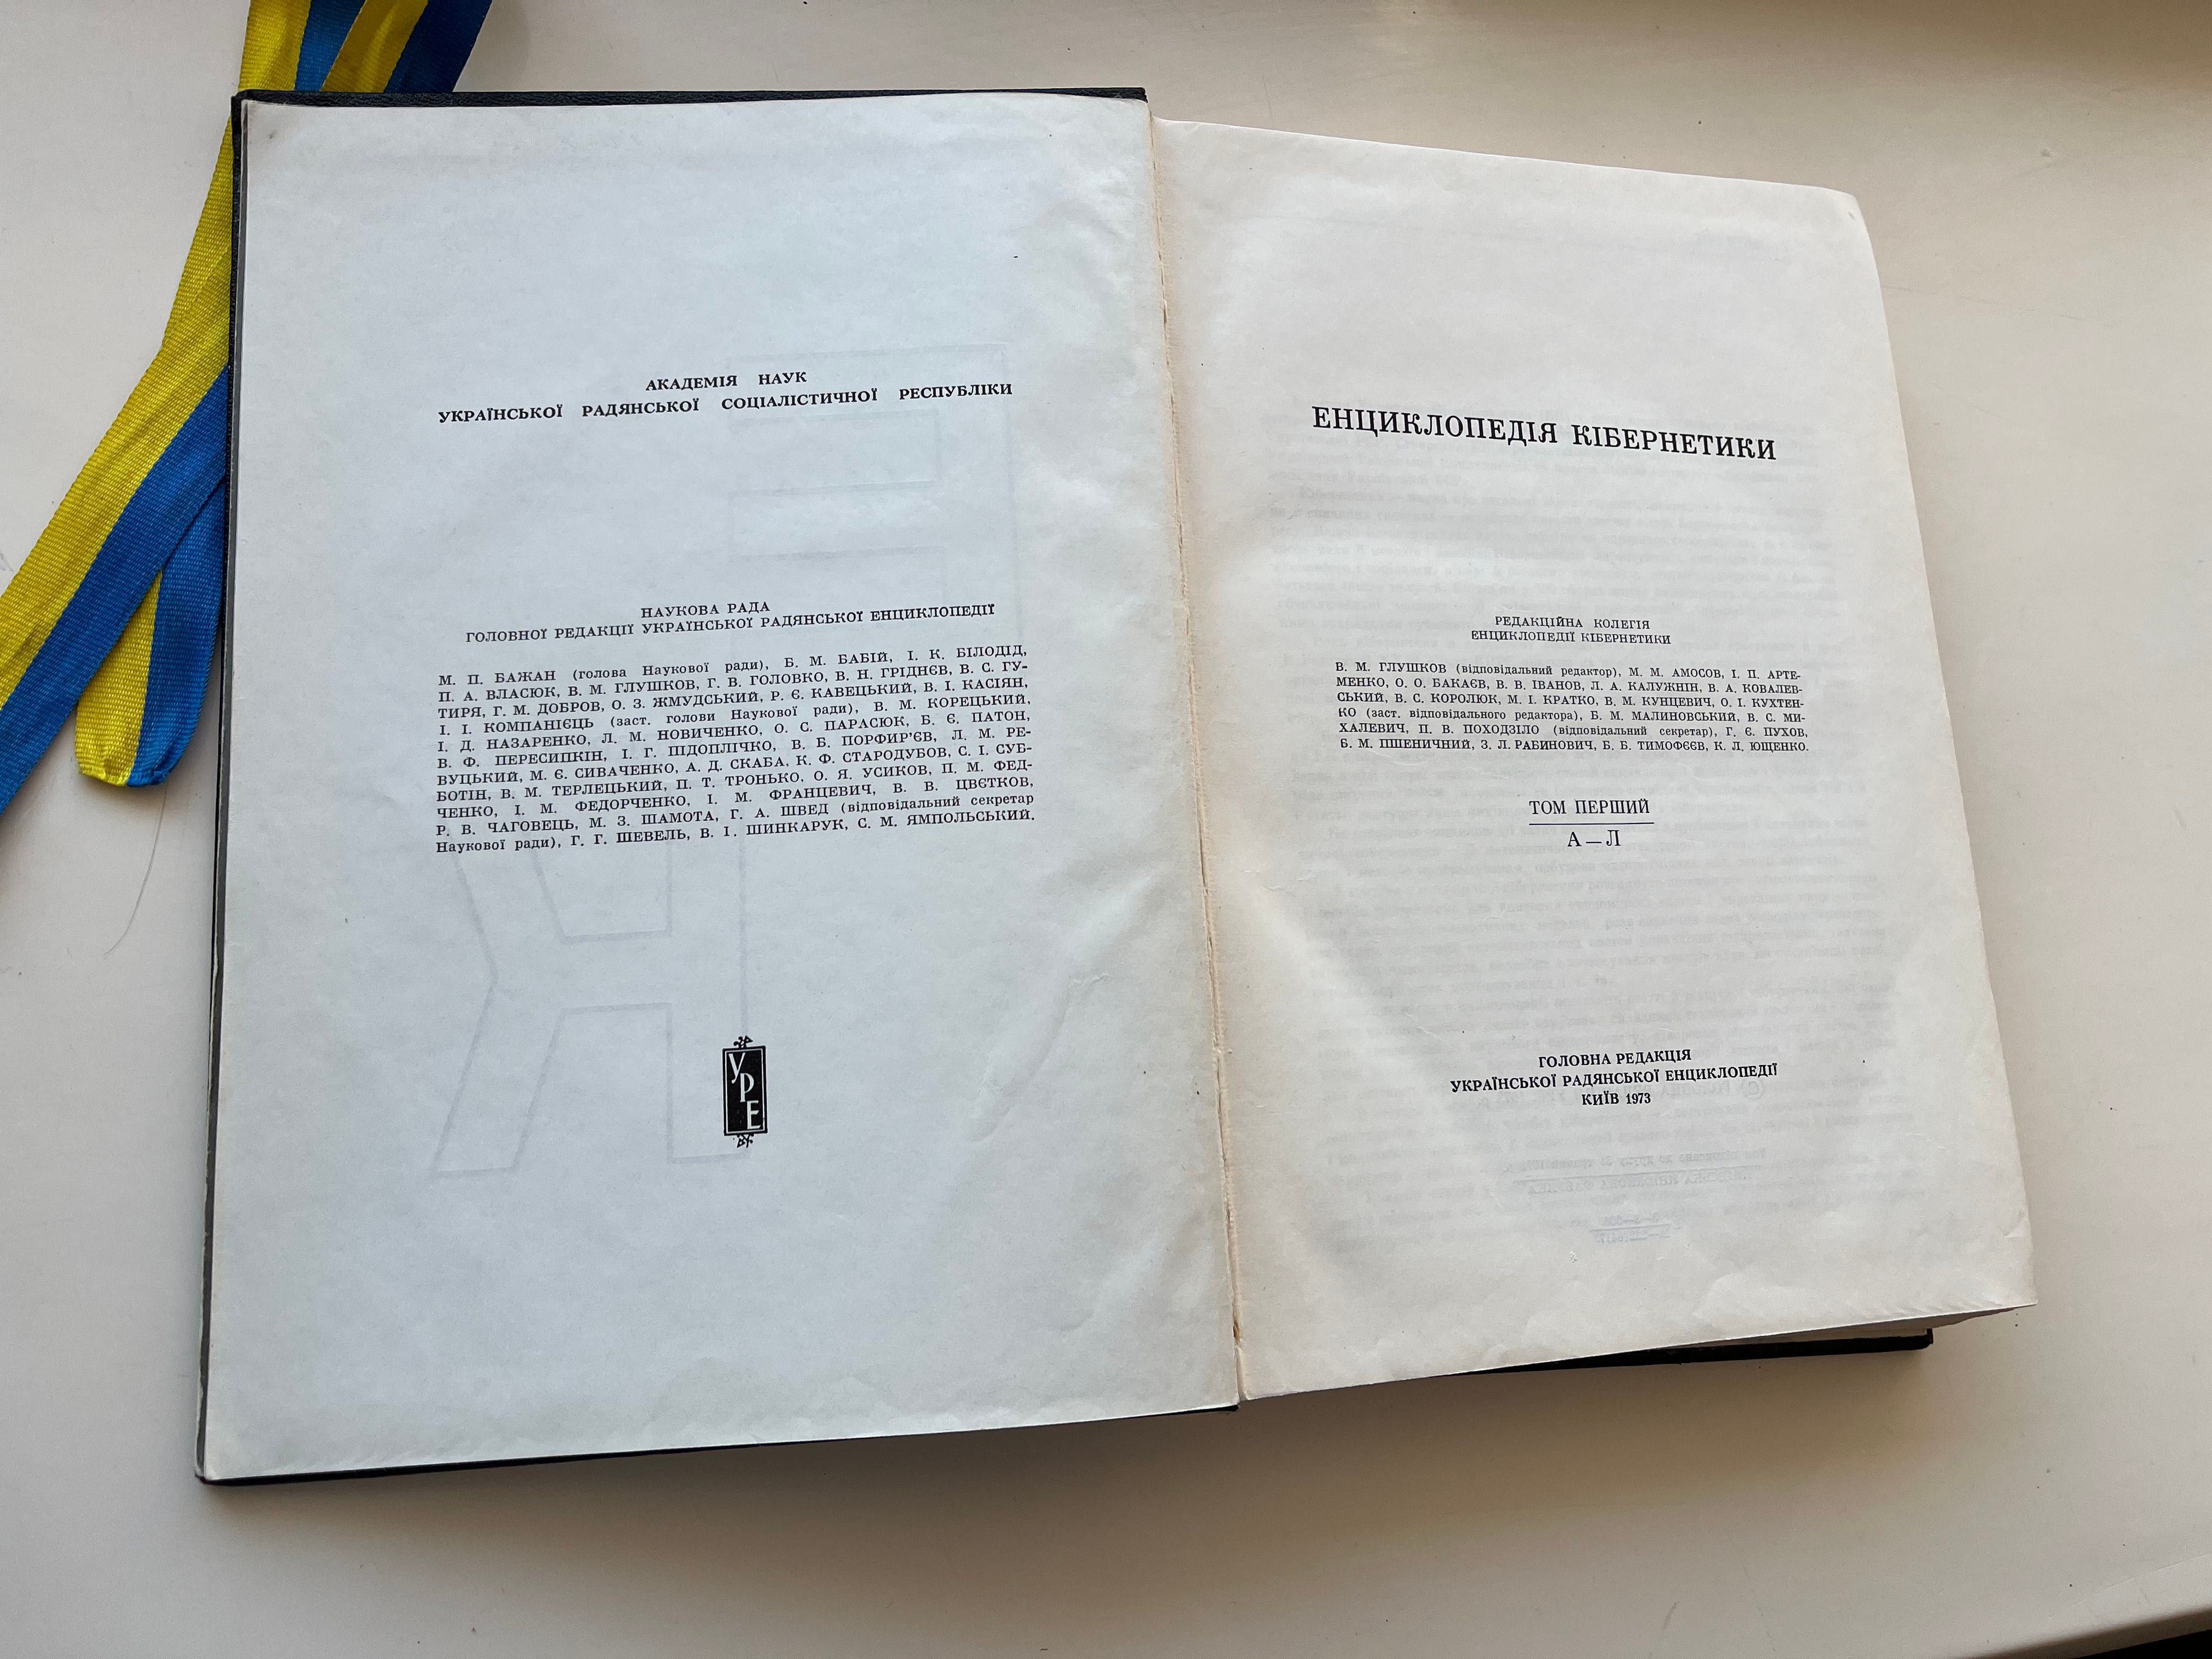 АКАДЕМІЯ НАУК
УКРАЇНСЬКОЇ РАДЯНСЬКОЇ СОЦІАЛІСТИЧНОЇ РЕСПУБЛІКИ
НАУКОВА РАДА
ГОЛОВНОЇ РЕДАКЦІЇ УКРАЇНСЬКОЇ РАДЯНСЬКОЇ ЕНЦИКЛОПЕДІЇ
М. П. БАЖАН (голова Наукової ради), Б. М. БАБІЙ, І. К. БІЛОДІД,
П. А. ВЛАСЮК, В. М. ГЛУШКОВ, Г. В. ГОЛОВКО, В. Н. ГРІДНЄВ, В. С. ГУ-
ТИРЯ, Г. М. ДОБРОВ, О. З. ЖМУДСЬКИЙ, Р. Є. КАВЕЦЬКИЙ, В. І. КАСІЯН,
І. І. КОМПАНІЄЦЬ (заст. голови Наукової ради), В. М. КОРЕЦЬКИЙ,
І. Д. НАЗАРЕНКО, Л. М. НОВИЧЕНКО, О. С. ПАРАСЮК, Б. Є. ПАТОН,
В. Ф. ПЕРЕСИПКІН, І. Г. ПІДОПЛІЧКО, В. Б. ПОРФИР'ЄВ, Л. М. РЕ-
ВУЦЬКИЙ, М. Є. СИВАЧЕНКО, А. Д. СКАБА, К. Ф. СТАРОДУБОВ, С. І. СУБ-
БОТІН, В. М. ТЕРЛЕЦЬКИЙ, П. Т. ТРОНЬКО, О. Я. УСИКОВ, П. М. ФЕД-
ЧЕНКО, І. М. ФЕДОРЧЕНКО, І. М. ФРАНЦЕВИЧ, В. В. ЦВЄТКОВ,
Р. В. ЧАГОВЕЦЬ, М. З. ШАМОТА, Г. А. ШВЕД (відповідальний секретар
Наукової ради), Г. Г. ШЕВЕЛЬ, В. І. ШИНКАРУК, С. М. ЯМПОЛЬСЬКИЙ.
УРЕ
ЕНЦИКЛОПЕДІЯ КІБЕРНЕТИКИ
РЕДАКЦІЙНА КОЛЕГІЯ
ЕНЦИКЛОПЕДІЇ КІБЕРНЕТИКИ
В. М. ГЛУШКОВ (відповідальний редактор), М. М. АМОСОВ, І. П. АРТЕ-
МЕНКО, О. О. БАКАЄВ, В. В. ІВАНОВ, Л. А. КАЛУЖНІН, В. А. КОВАЛЕВ-
СЬКИЙ, В. С. КОРОЛЮК, М. І. КРАТКО, В. М. КУНЦЕВИЧ, О. І. КУХТЕН-
КО (заст. відповідального редактора), Б. М. МАЛИНОВСЬКИЙ, В. С. МИ-
ХАЛЕВИЧ, П. В. ПОХОДЗІЛО (відповідальний секретар), Г. Є. ПУХОВ,
Б. М. ПШЕНИЧНИЙ, З. Л. РАБИНОВИЧ, Б. Б. ТИМОФЄЄВ, К. Л. ЮЩЕНКО.
ТОМ ПЕРШИЙ
А—Л
ГОЛОВНА РЕДАКЦІЯ
УКРАЇНСЬКОЇ РАДЯНСЬКОЇ ЕНЦИКЛОПЕДІЇ
КИЇВ 1973